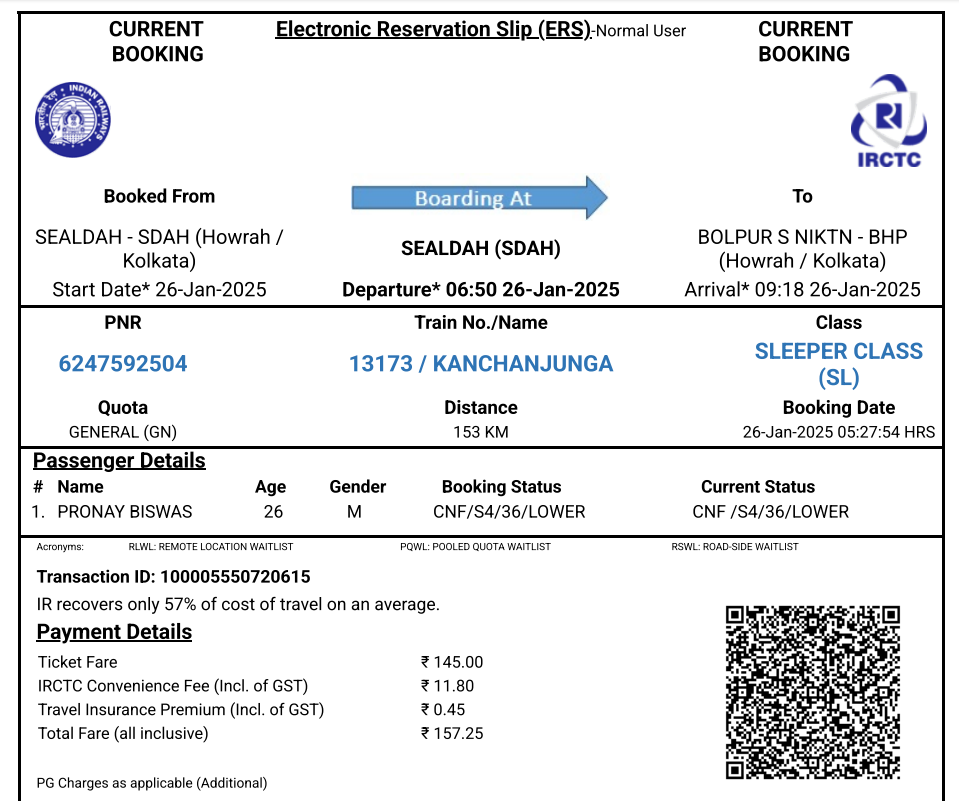 CURRENT BOOKING
Electronic Reservation Slip (ERS)-Normal User
CURRENT BOOKING
भारतीय रेल INDIAN RAILWAYS
IRCTC
Booked From
Boarding At
To
SEALDAH - SDAH (Howrah / Kolkata)
SEALDAH (SDAH)
BOLPUR S NIKTN - BHP (Howrah / Kolkata)
Start Date* 26-Jan-2025
Departure* 06:50 26-Jan-2025
Arrival* 09:18 26-Jan-2025
PNR
Train No./Name
Class
6247592504
13173 / KANCHANJUNGA
SLEEPER CLASS (SL)
Quota
Distance
Booking Date
GENERAL (GN)
153 KM
26-Jan-2025 05:27:54 HRS
Passenger Details
# Name Age Gender Booking Status Current Status
1. PRONAY BISWAS 26 M CNF/S4/36/LOWER CNF /S4/36/LOWER
Acronyms: RLWL: REMOTE LOCATION WAITLIST PQWL: POOLED QUOTA WAITLIST RSWL: ROAD-SIDE WAITLIST
Transaction ID: 100005550720615
IR recovers only 57% of cost of travel on an average.
Payment Details
Ticket Fare ₹ 145.00
IRCTC Convenience Fee (Incl. of GST) ₹ 11.80
Travel Insurance Premium (Incl. of GST) ₹ 0.45
Total Fare (all inclusive) ₹ 157.25
PG Charges as applicable (Additional)